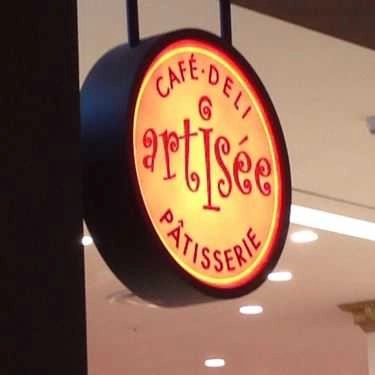 CAFÉ · DELI
artIsée
PÂTISSERIE